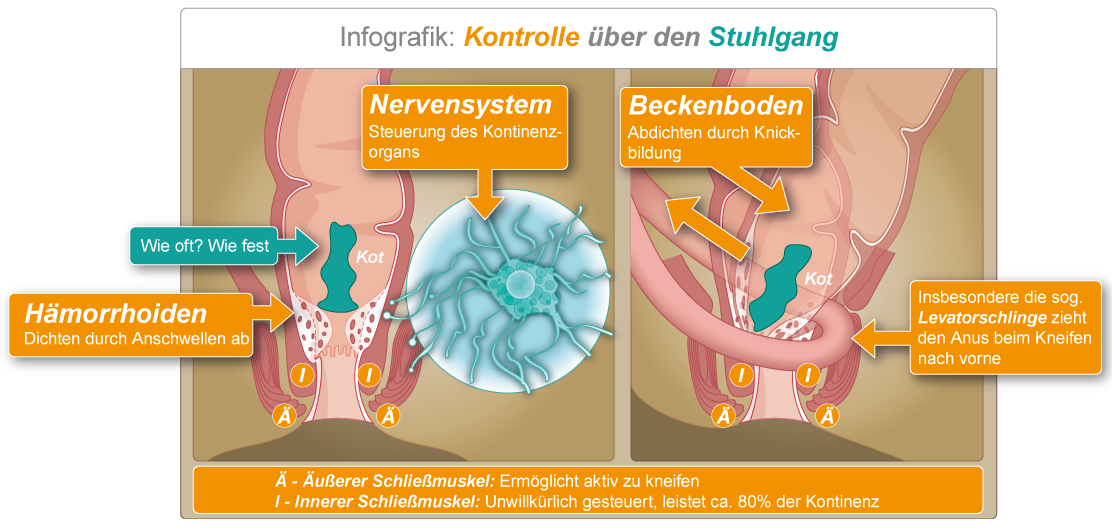 Infografik: Kontrolle über den Stuhlgang
Nervensystem
Steuerung des Kontinenz-
organs
Beckenboden
Abdichten durch Knick-
bildung
Wie oft? Wie fest
Kot
Hämorrhoiden
Dichten durch Anschwellen ab
I
I
Ä
Ä
Kot
Insbesondere die sog.
Levatorschlinge zieht
den Anus beim Kneifen
nach vorne
I
I
Ä
Ä
Ä - Äußerer Schließmuskel: Ermöglicht aktiv zu kneifen
I - Innerer Schließmuskel: Unwillkürlich gesteuert, leistet ca. 80% der Kontinenz